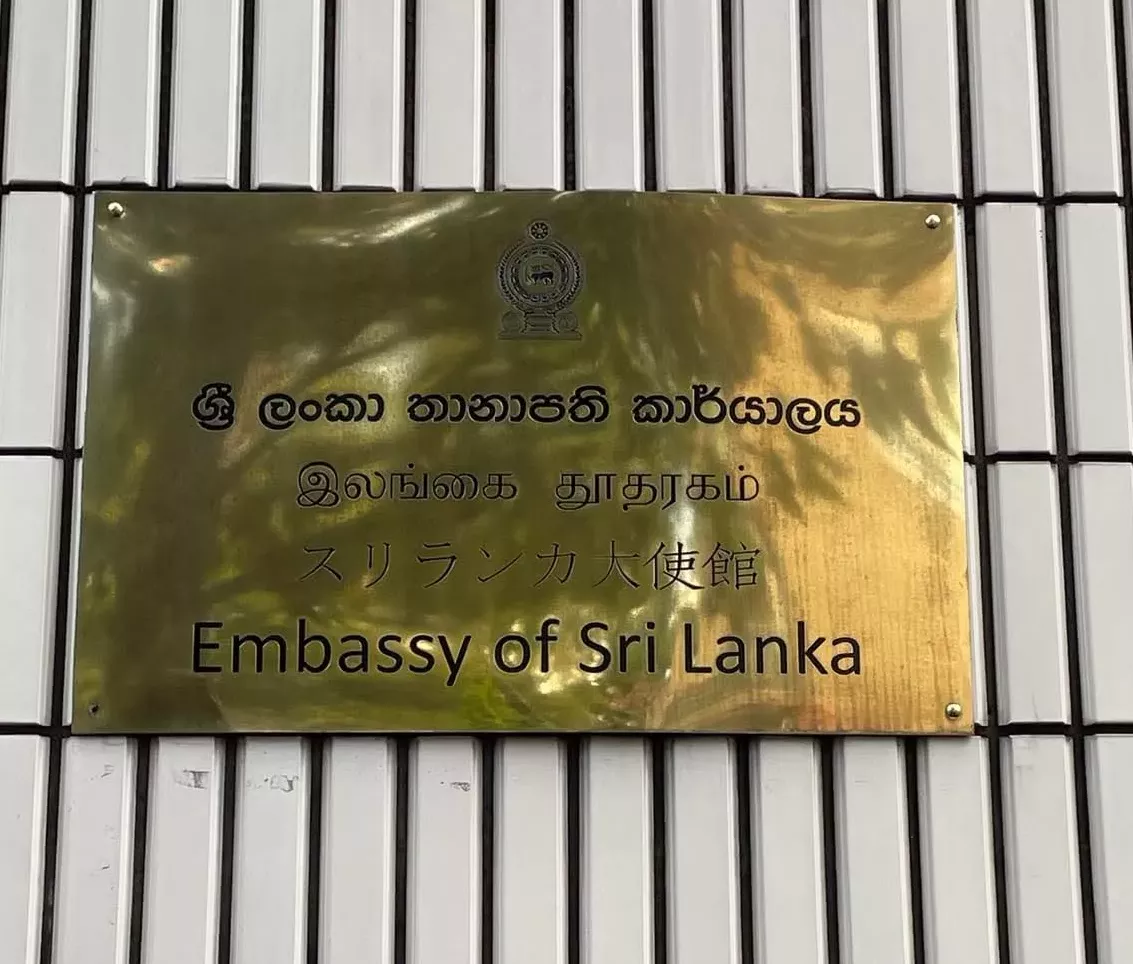 ශ්‍රී ලංකා තානාපති කාර්යාලය
இலங்கை தூதரகம்
スリランカ大使館
Embassy of Sri Lanka